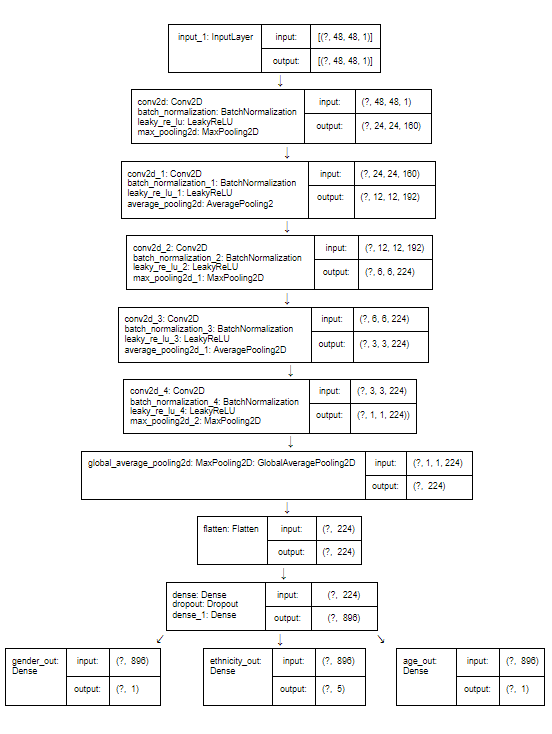 input_1: InputLayer
input:
[(?, 48, 48, 1)]
output:
[(?, 48, 48, 1)]
↓
conv2d: Conv2D
batch_normalization: BatchNormalization
leaky_re_lu: LeakyReLU
max_pooling2d: MaxPooling2D
input:
(?, 48, 48, 1)
output:
(?, 24, 24, 160)
↓
conv2d_1: Conv2D
batch_normalization_1: BatchNormalization
leaky_re_lu_1: LeakyReLU
average_pooling2d: AveragePooling2
input:
(?, 24, 24, 160)
output:
(?, 12, 12, 192)
↓
conv2d_2: Conv2D
batch_normalization_2: BatchNormalization
leaky_re_lu_2: LeakyReLU
max_pooling2d_1: MaxPooling2D
input:
(?, 12, 12, 192)
output:
(?, 6, 6, 224)
↓
conv2d_3: Conv2D
batch_normalization_3: BatchNormalization
leaky_re_lu_3: LeakyReLU
average_pooling2d_1: AveragePooling2D
input:
(?, 6, 6, 224)
output:
(?, 3, 3, 224)
↓
conv2d_4: Conv2D
batch_normalization_4: BatchNormalization
leaky_re_lu_4: LeakyReLU
max_pooling2d_2: MaxPooling2D
input:
(?, 3, 3, 224)
output:
(?, 1, 1, 224))
↓
global_average_pooling2d: MaxPooling2D: GlobalAveragePooling2D
input:
(?, 1, 1, 224)
output:
(?, 224)
↓
flatten: Flatten
input:
(?, 224)
output:
(?, 224)
↓
dense: Dense
dropout: Dropout
dense_1: Dense
input:
(?, 224)
output:
(?, 896)
↙ ↓ ↘
gender_out:
Dense
input:
(?, 896)
output:
(?, 1)
ethnicity_out:
Dense
input:
(?, 896)
output:
(?, 5)
age_out:
Dense
input:
(?, 896)
output:
(?, 1)